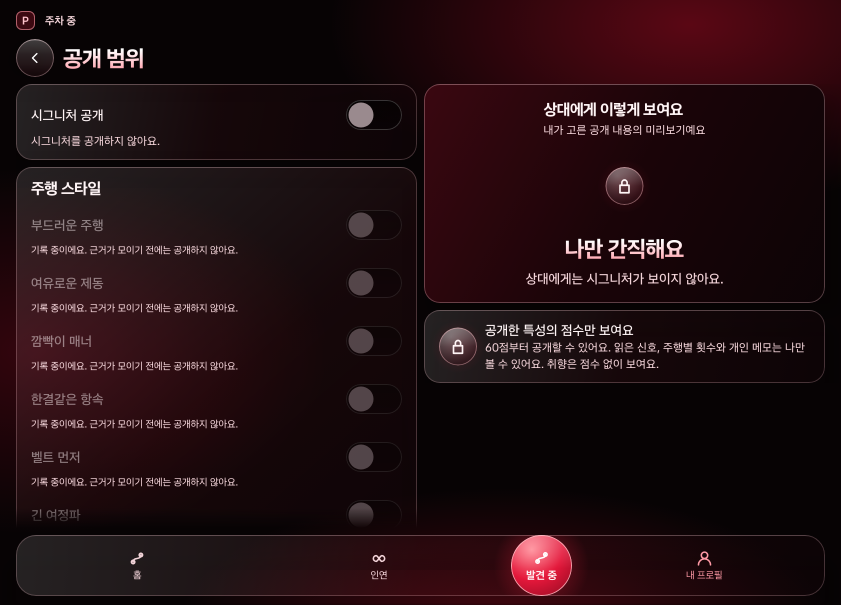 P 주차 중
공개 범위
시그니처 공개
시그니처를 공개하지 않아요.
주행 스타일
부드러운 주행
기록 중이에요. 근거가 모이기 전에는 공개하지 않아요.
여유로운 제동
기록 중이에요. 근거가 모이기 전에는 공개하지 않아요.
깜빡이 매너
기록 중이에요. 근거가 모이기 전에는 공개하지 않아요.
한결같은 항속
기록 중이에요. 근거가 모이기 전에는 공개하지 않아요.
벨트 먼저
기록 중이에요. 근거가 모이기 전에는 공개하지 않아요.
긴 여정파
상대에게 이렇게 보여요
내가 고른 공개 내용의 미리보기예요
나만 간직해요
상대에게는 시그니처가 보이지 않아요.
공개한 특성의 점수만 보여요
60점부터 공개할 수 있어요. 읽은 신호, 주행별 횟수와 개인 메모는 나만
볼 수 있어요. 취향은 점수 없이 보여요.
홈
인연
발견 중
내 프로필